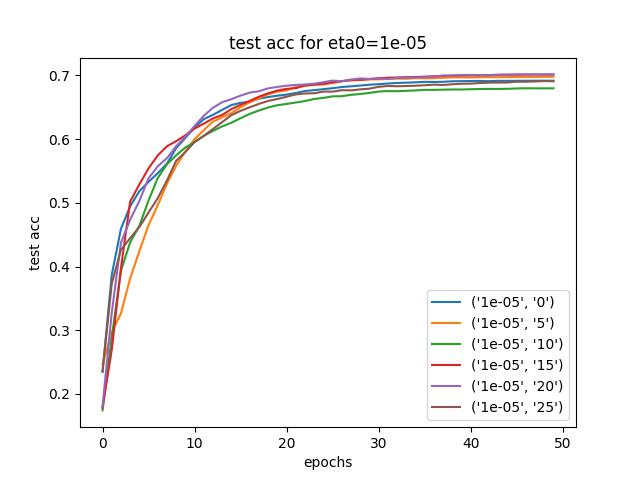 test acc for eta0=1e-05
test acc
0.7
0.6
0.5
0.4
0.3
0.2
('1e-05', '0')
('1e-05', '5')
('1e-05', '10')
('1e-05', '15')
('1e-05', '20')
('1e-05', '25')
0 10 20 30 40 50
epochs